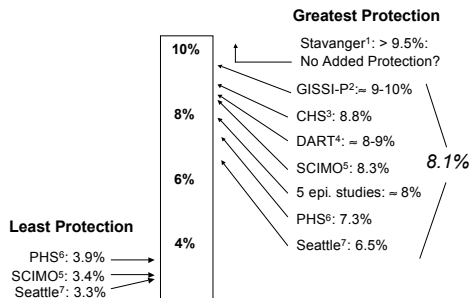 Greatest Protection
Stavanger¹: > 9.5%:
No Added Protection?
10%
GISSI-P²:≈ 9-10%
CHS³: 8.8%
8%
DART⁴: ≈ 8-9%
SCIMO⁵: 8.3%
8.1%
5 epi. studies: ≈ 8%
6%
PHS⁶: 7.3%
Seattle⁷: 6.5%
Least Protection
4%
PHS⁶: 3.9%
SCIMO⁵: 3.4%
Seattle⁷: 3.3%